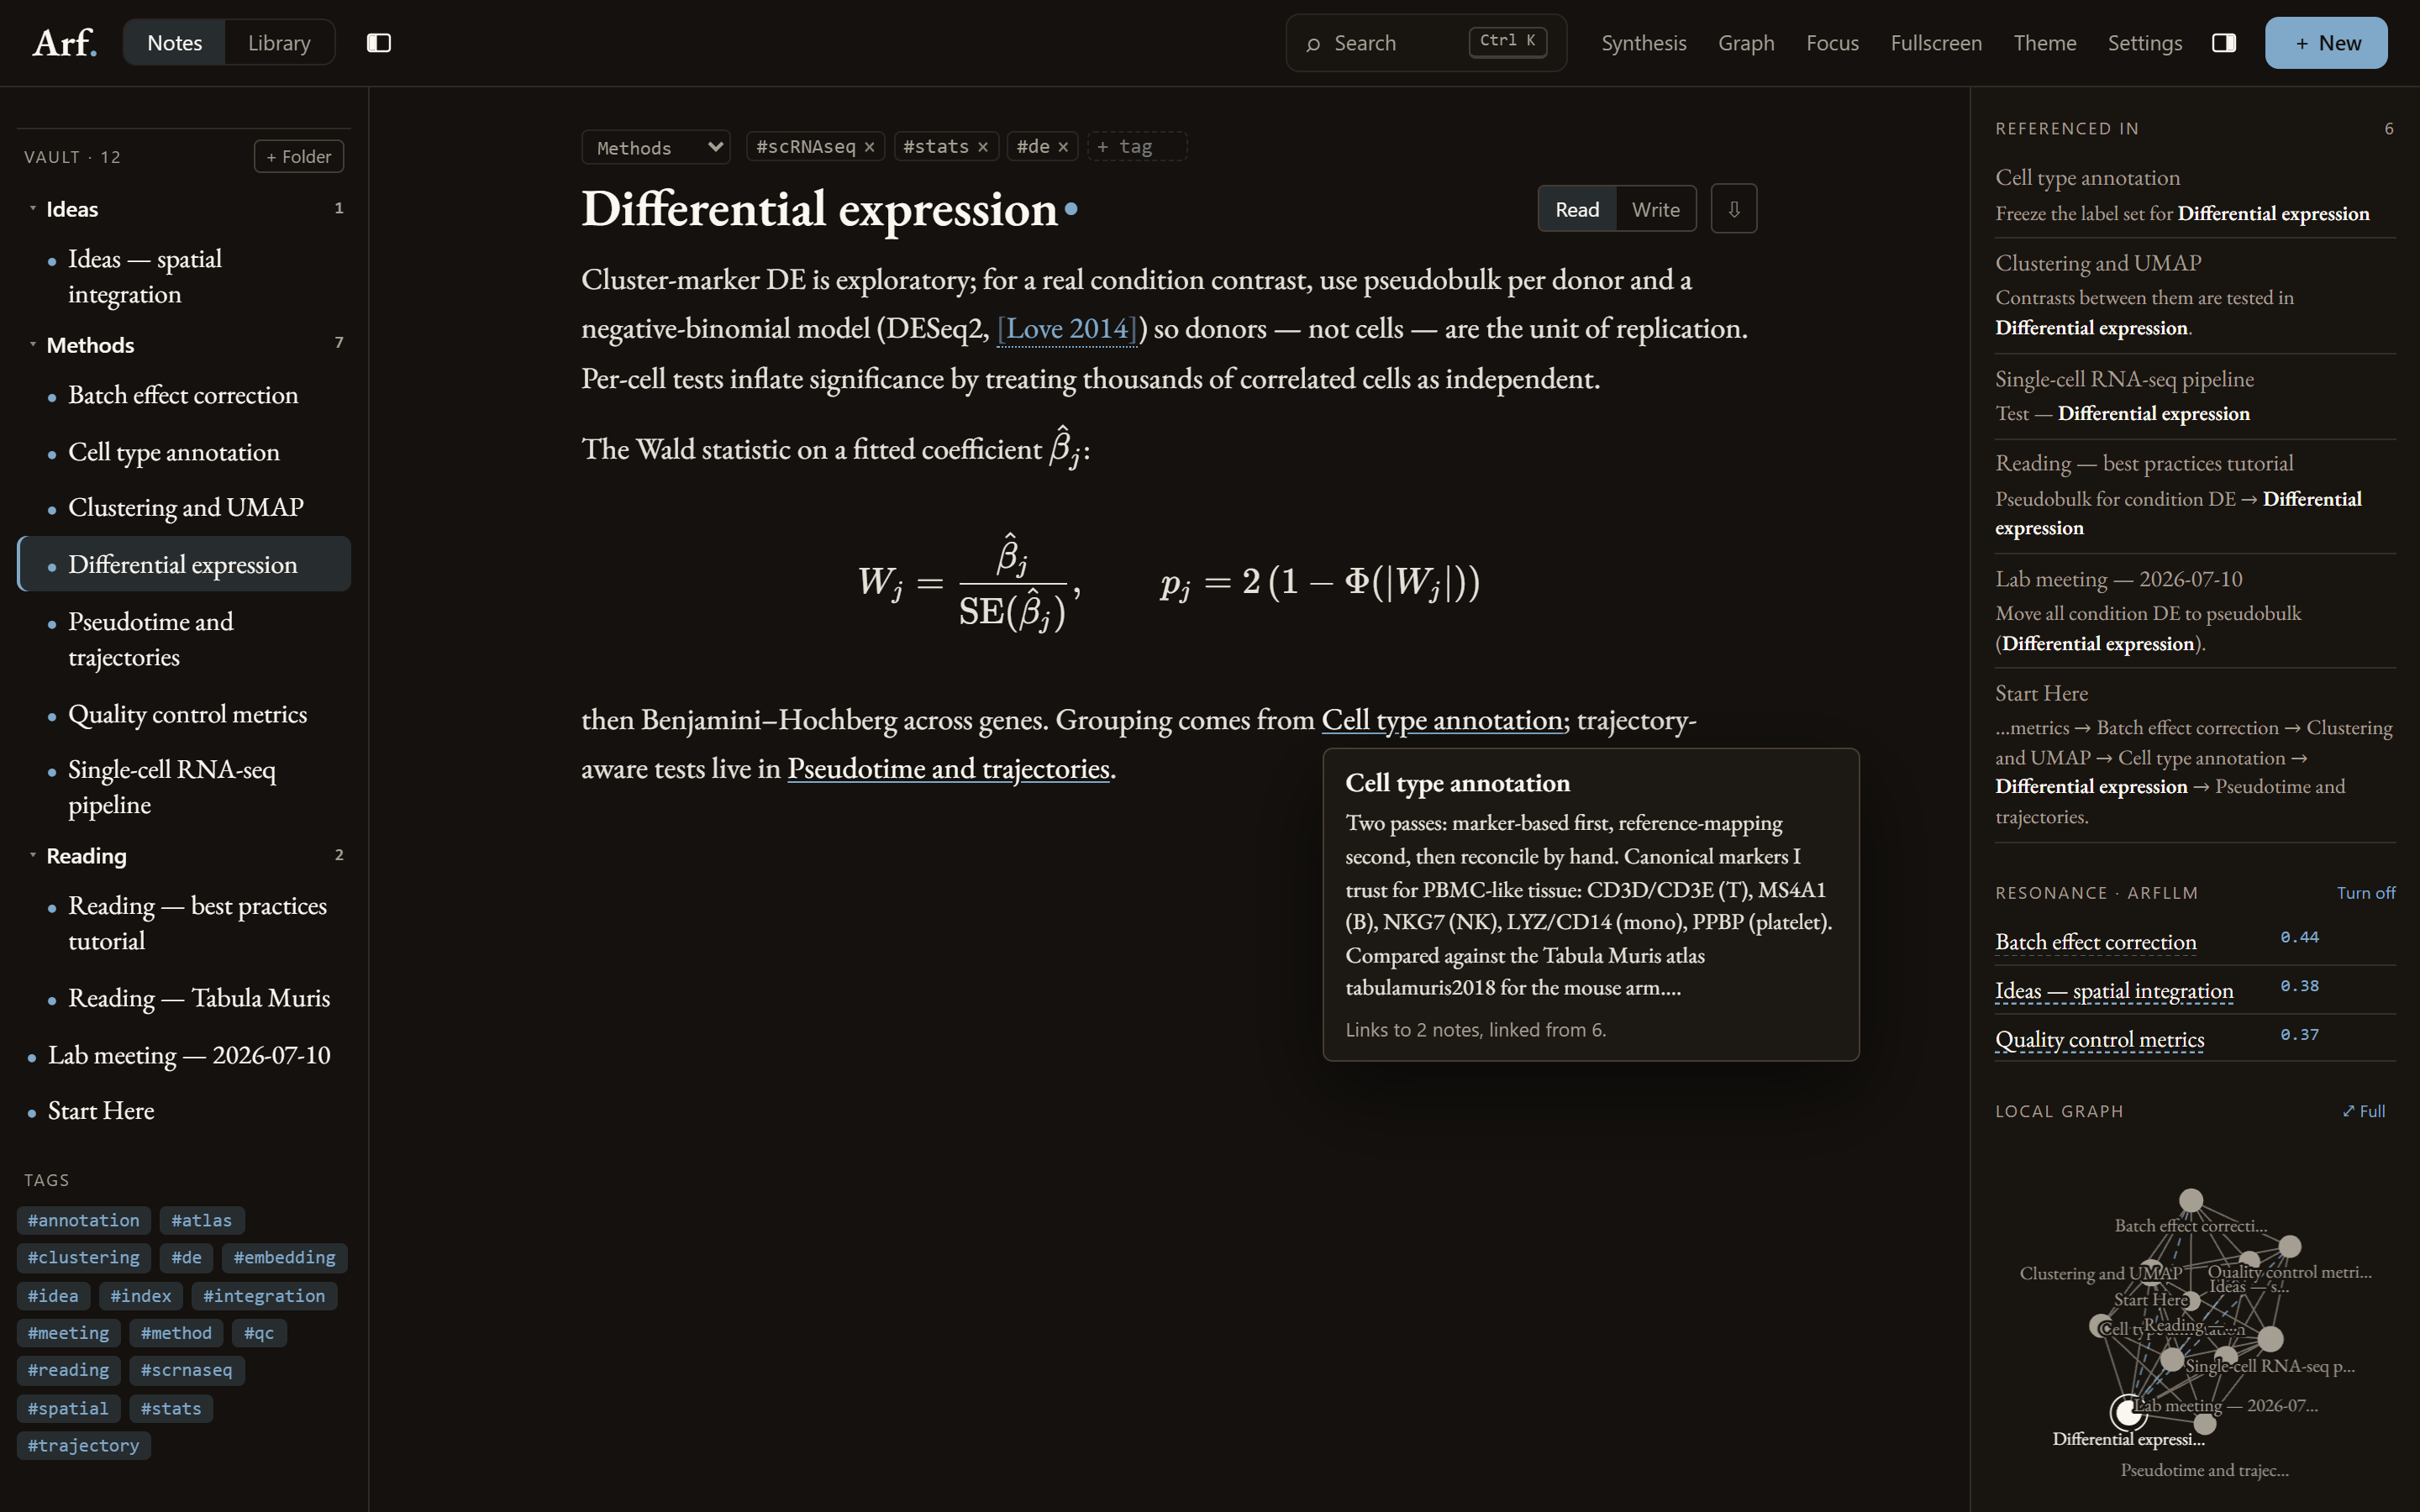 Arf.
Notes
Library
Search
Ctrl K
Synthesis
Graph
Focus
Fullscreen
Theme
Settings
+ New
VAULT · 12
+ Folder
Ideas
1
Ideas — spatial
integration
Methods
7
Batch effect correction
Cell type annotation
Clustering and UMAP
Differential expression
Pseudotime and
trajectories
Quality control metrics
Single-cell RNA-seq
pipeline
Reading
2
Reading — best practices
tutorial
Reading — Tabula Muris
Lab meeting — 2026-07-10
Start Here
TAGS
#annotation #atlas
#clustering #de #embedding
#idea #index #integration
#meeting #method #qc
#reading #scrnaseq
#spatial #stats
#trajectory
Methods
#scRNAseq ×
#stats ×
#de ×
+ tag
Differential expression
Read
Write
Cluster-marker DE is exploratory; for a real condition contrast, use pseudobulk per donor and a
negative-binomial model (DESeq2, [Love 2014]) so donors — not cells — are the unit of replication.
Per-cell tests inflate significance by treating thousands of correlated cells as independent.
The Wald statistic on a fitted coefficient β̂ⱼ:
Wⱼ = β̂ⱼ / SE(β̂ⱼ), pⱼ = 2 (1 − Φ(|Wⱼ|))
then Benjamini–Hochberg across genes. Grouping comes from Cell type annotation; trajectory-
aware tests live in Pseudotime and trajectories.
Cell type annotation
Two passes: marker-based first, reference-mapping
second, then reconcile by hand. Canonical markers I
trust for PBMC-like tissue: CD3D/CD3E (T), MS4A1
(B), NKG7 (NK), LYZ/CD14 (mono), PPBP (platelet).
Compared against the Tabula Muris atlas
tabulamuris2018 for the mouse arm....
Links to 2 notes, linked from 6.
REFERENCED IN
6
Cell type annotation
Freeze the label set for Differential expression
Clustering and UMAP
Contrasts between them are tested in
Differential expression.
Single-cell RNA-seq pipeline
Test — Differential expression
Reading — best practices tutorial
Pseudobulk for condition DE → Differential
expression
Lab meeting — 2026-07-10
Move all condition DE to pseudobulk
(Differential expression).
Start Here
...metrics → Batch effect correction → Clustering
and UMAP → Cell type annotation →
Differential expression → Pseudotime and
trajectories.
RESONANCE · ARFLLM
Turn off
Batch effect correction 0.44
Ideas — spatial integration 0.38
Quality control metrics 0.37
LOCAL GRAPH
⤢ Full
Batch effect correcti...
Clustering and UMAP
Quality control metri...
Ideas — s...
Start Here
Reading —...
Cell type annotation
Single-cell RNA-seq p...
Lab meeting — 2026-07...
Differential expressi...
Pseudotime and trajec...